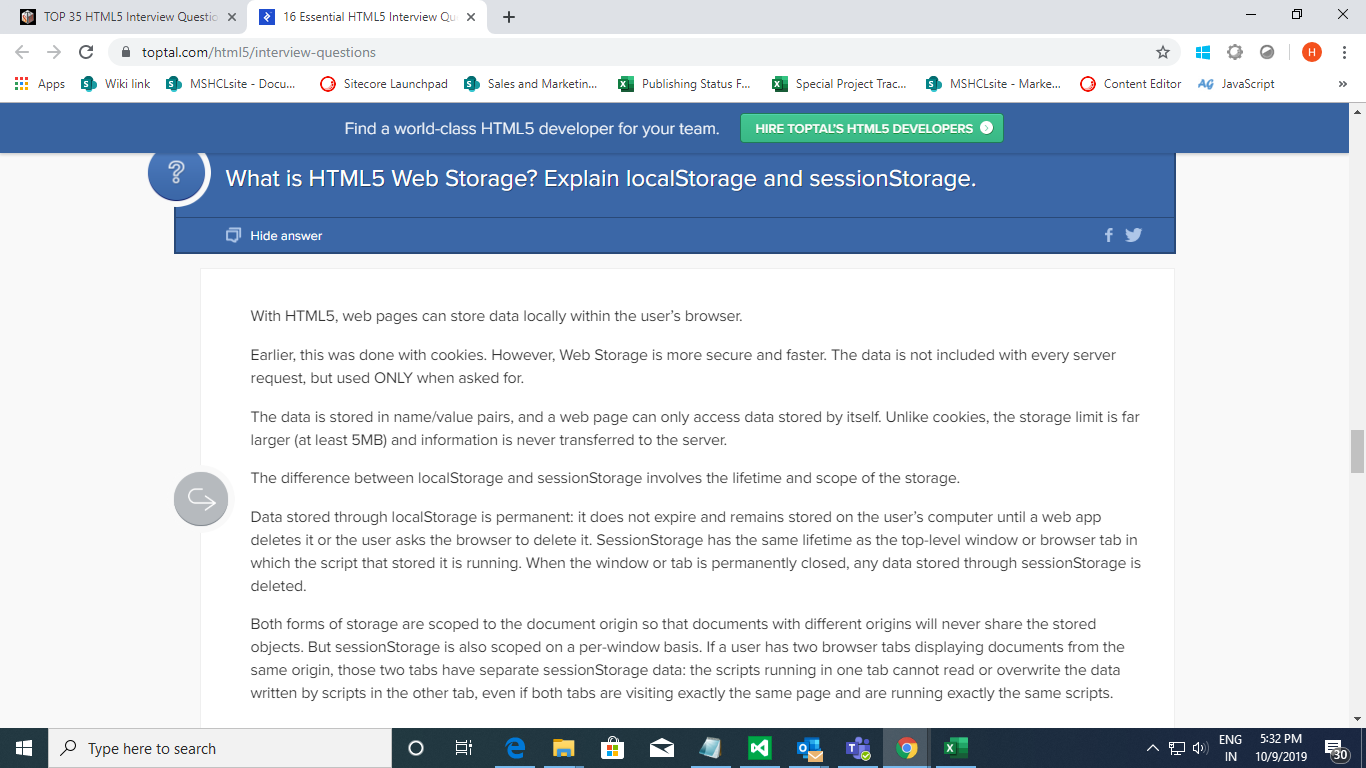 TOP 35 HTML5 Interview Questio
16 Essential HTML5 Interview Qu
toptal.com/html5/interview-questions
H
Apps
Wiki link
MSHCLsite - Docu...
Sitecore Launchpad
Sales and Marketin...
Publishing Status F...
Special Project Trac...
MSHCLsite - Marke...
Content Editor
AG JavaScript
»
Find a world-class HTML5 developer for your team.
HIRE TOPTAL'S HTML5 DEVELOPERS
?
What is HTML5 Web Storage? Explain localStorage and sessionStorage.
Hide answer
With HTML5, web pages can store data locally within the user's browser.
Earlier, this was done with cookies. However, Web Storage is more secure and faster. The data is not included with every server
request, but used ONLY when asked for.
The data is stored in name/value pairs, and a web page can only access data stored by itself. Unlike cookies, the storage limit is far
larger (at least 5MB) and information is never transferred to the server.
The difference between localStorage and sessionStorage involves the lifetime and scope of the storage.
Data stored through localStorage is permanent: it does not expire and remains stored on the user's computer until a web app
deletes it or the user asks the browser to delete it. SessionStorage has the same lifetime as the top-level window or browser tab in
which the script that stored it is running. When the window or tab is permanently closed, any data stored through sessionStorage is
deleted.
Both forms of storage are scoped to the document origin so that documents with different origins will never share the stored
objects. But sessionStorage is also scoped on a per-window basis. If a user has two browser tabs displaying documents from the
same origin, those two tabs have separate sessionStorage data: the scripts running in one tab cannot read or overwrite the data
written by scripts in the other tab, even if both tabs are visiting exactly the same page and are running exactly the same scripts.
Type here to search
ENG
IN
5:32 PM
10/9/2019
30